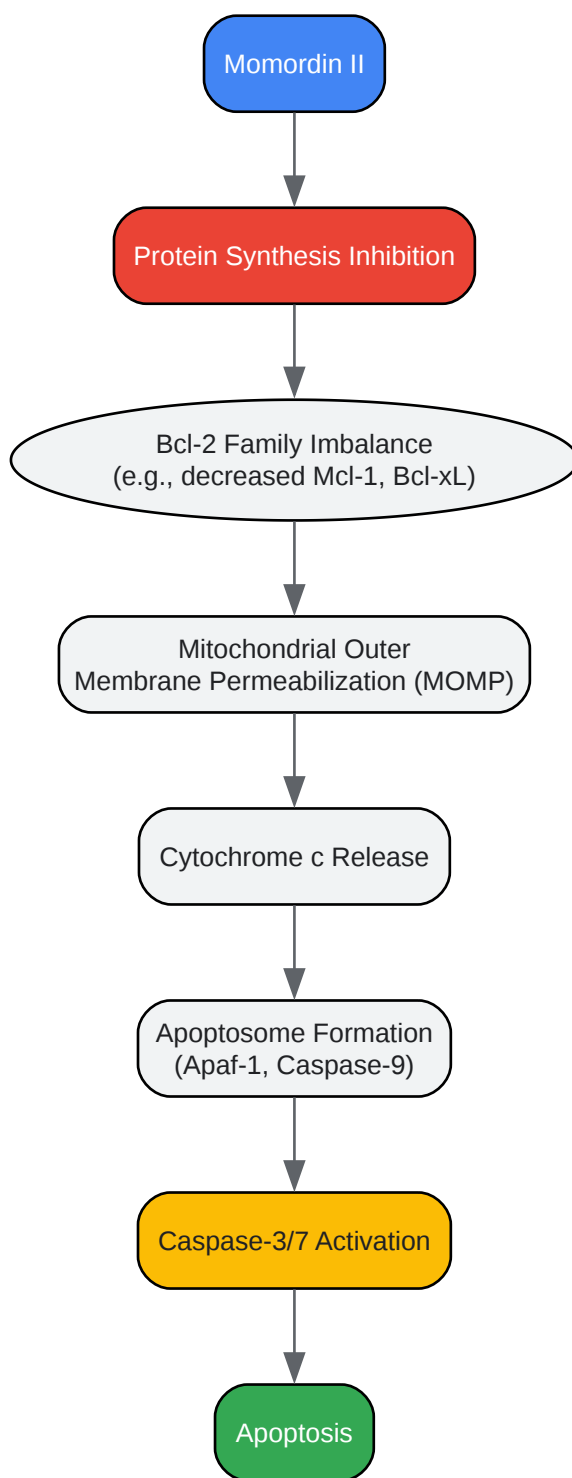 Momordin II
Protein Synthesis Inhibition
Bcl-2 Family Imbalance
(e.g., decreased Mcl-1, Bcl-xL)
Mitochondrial Outer
Membrane Permeabilization (MOMP)
Cytochrome c Release
Apoptosome Formation
(Apaf-1, Caspase-9)
Caspase-3/7 Activation
Apoptosis